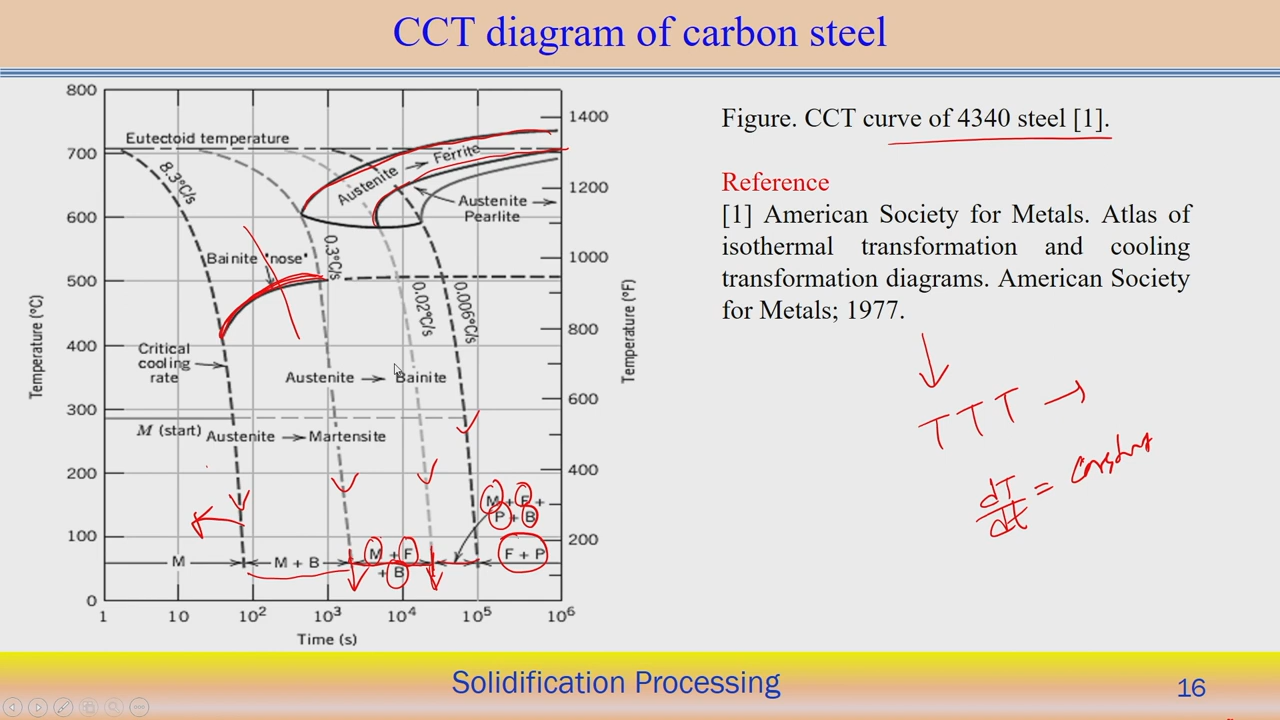 CCT diagram of carbon steel
800
700
600
500
400
300
200
100
0
Temperature (°C)
1
10
10²
10³
10⁴
10⁵
10⁶
Time (s)
1400
1200
1000
800
600
400
200
Temperature (°F)
Eutectoid temperature
8.3°C/s
Austenite → Ferrite
Austenite →
Pearlite
Bainite "nose"
0.3°C/s
0.02°C/s
0.006°C/s
Critical
cooling
rate
Austenite → Bainite
M (start)
Austenite → Martensite
M
M + B
M + F
+ B
M + F +
P + B
F + P
Figure. CCT curve of 4340 steel [1].
Reference
[1] American Society for Metals. Atlas of
isothermal transformation and cooling
transformation diagrams. American Society
for Metals; 1977.
TTT →
dT/dt = constant
Solidification Processing
16